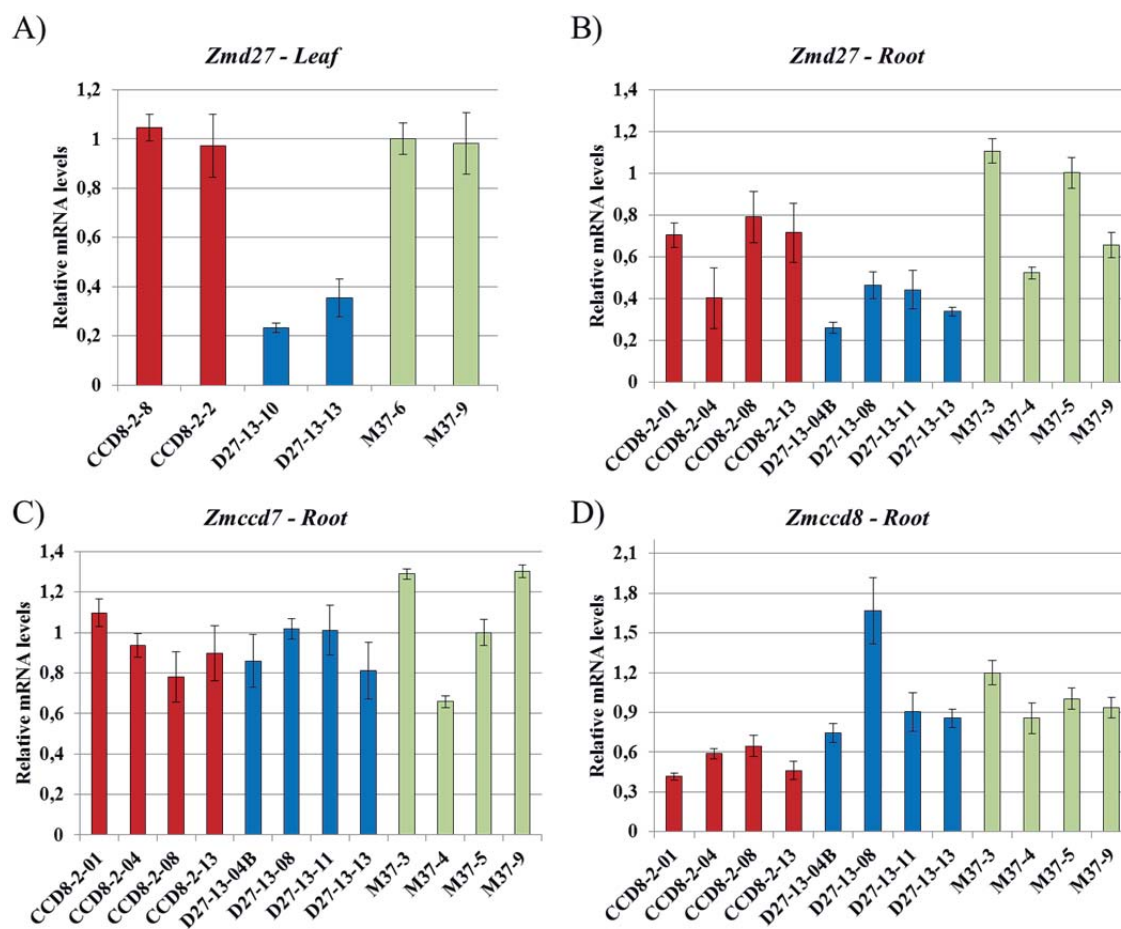 A)
Zmd27 - Leaf
Relative mRNA levels
1,2
1
0,8
0,6
0,4
0,2
0
CCD8-2-8
CCD8-2-2
D27-13-10
D27-13-13
M37-6
M37-9
B)
Zmd27 - Root
Relative mRNA levels
1,4
1,2
1
0,8
0,6
0,4
0,2
0
CCD8-2-01
CCD8-2-04
CCD8-2-08
CCD8-2-13
D27-13-04B
D27-13-08
D27-13-11
D27-13-13
M37-3
M37-4
M37-5
M37-9
C)
Zmccd7 - Root
Relative mRNA levels
1,4
1,2
1
0,8
0,6
0,4
0,2
0
CCD8-2-01
CCD8-2-04
CCD8-2-08
CCD8-2-13
D27-13-04B
D27-13-08
D27-13-11
D27-13-13
M37-3
M37-4
M37-5
M37-9
D)
Zmccd8 - Root
Relative mRNA levels
2,1
1,8
1,5
1,2
0,9
0,6
0,3
0
CCD8-2-01
CCD8-2-04
CCD8-2-08
CCD8-2-13
D27-13-04B
D27-13-08
D27-13-11
D27-13-13
M37-3
M37-4
M37-5
M37-9